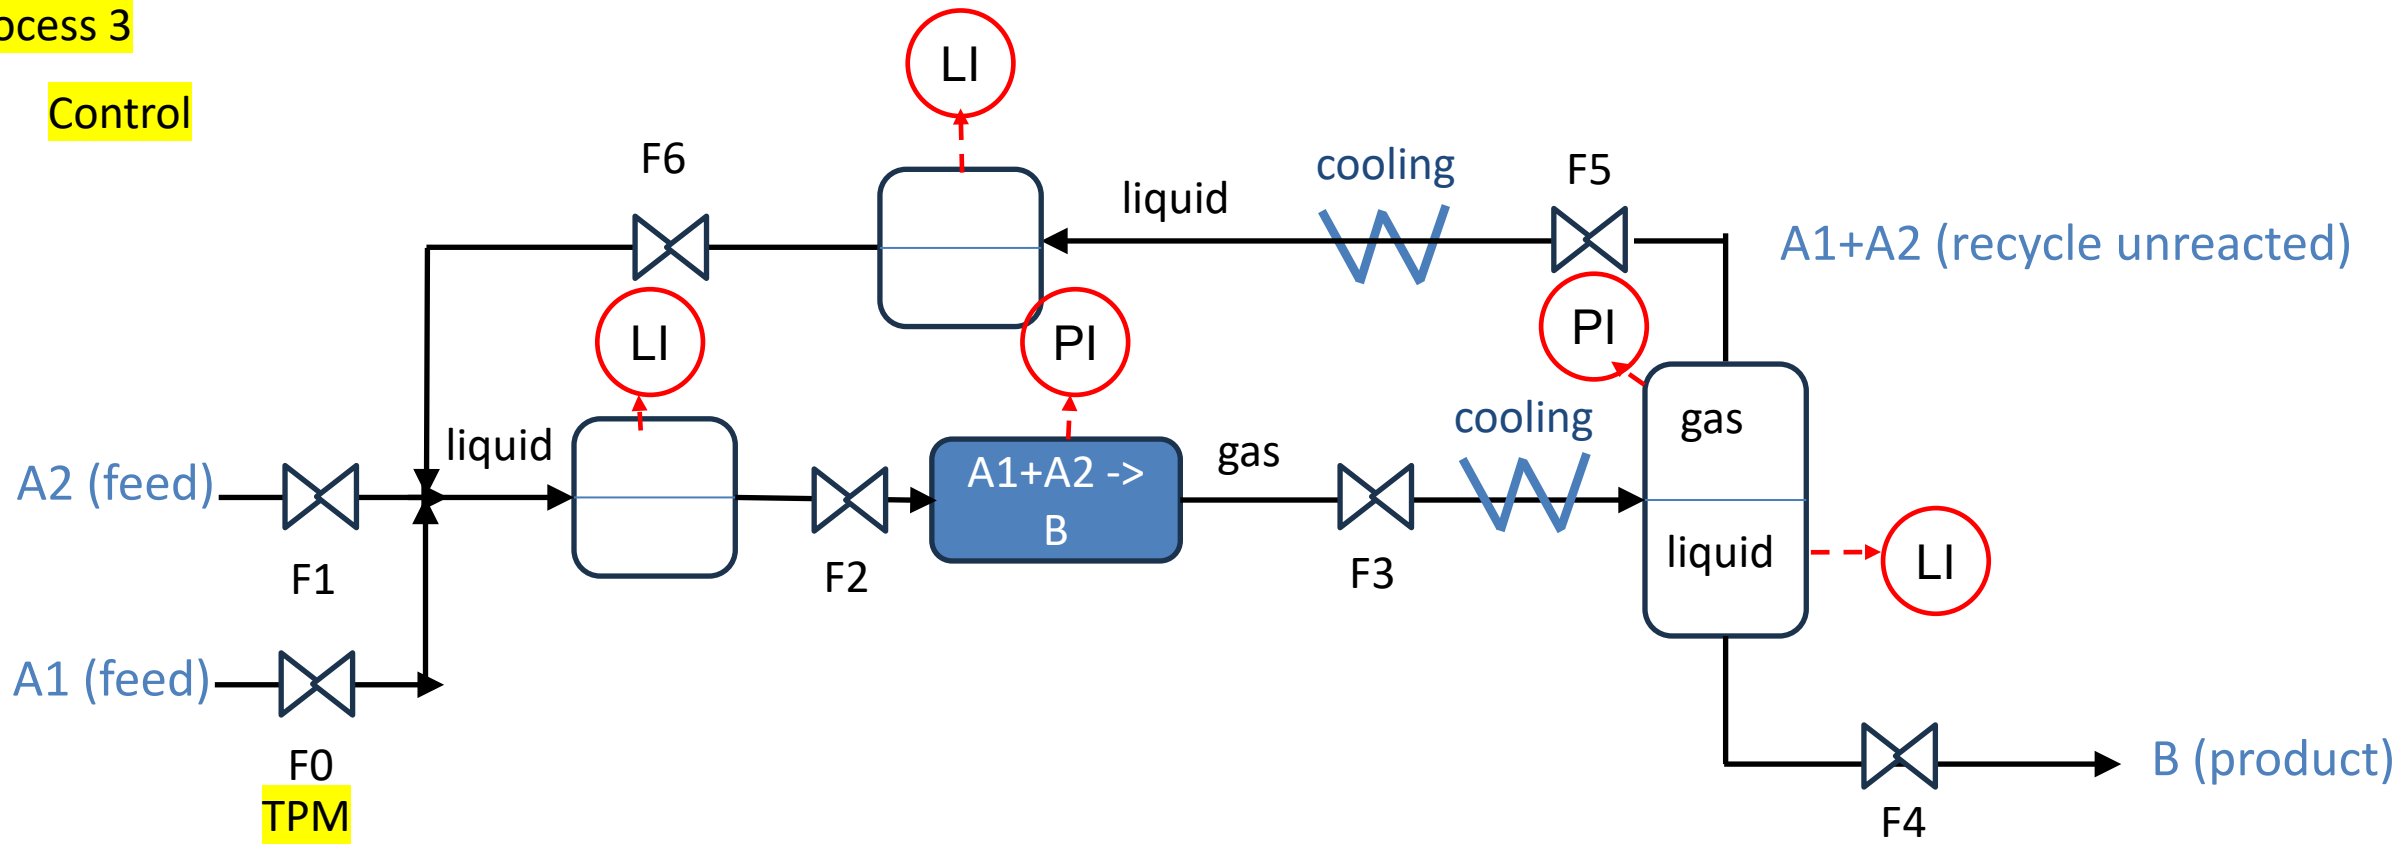 ocess 3
Control
LI
F6
liquid
cooling
F5
A1+A2 (recycle unreacted)
LI
PI
PI
A2 (feed)
liquid
A1+A2 ->
B
gas
cooling
gas
liquid
LI
F1
F2
F3
A1 (feed)
F0
TPM
B (product)
F4